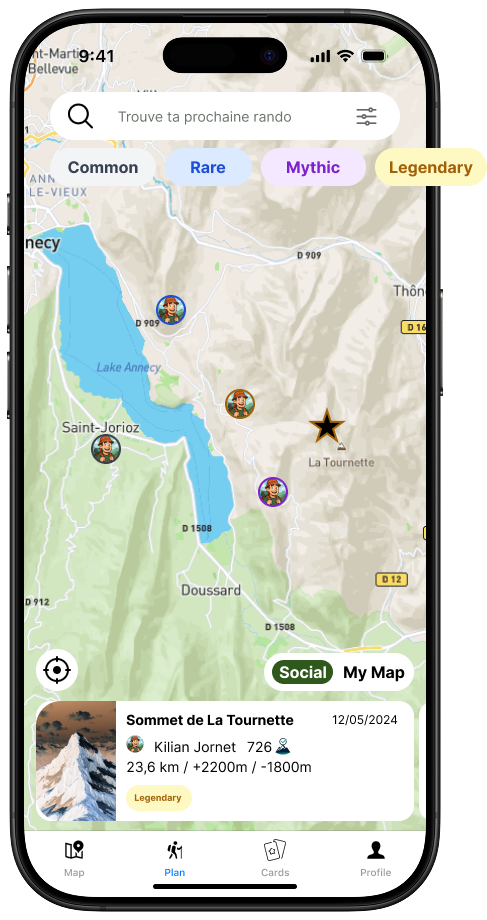 nt-Marti
9:41
Bellevue
Trouve ta prochaine rando
Common
Rare
Mythic
Legendary
ANN
LE-VIEUX
necy
D 909
Thôn
D 909
D 16
Lake Annecy
Saint-Jorioz
La Tournette
D 1508
D 12
Doussard
D 912
D 1508
Social
My Map
Sommet de La Tournette
12/05/2024
Kilian Jornet 726
23,6 km / +2200m / -1800m
Legendary
Map
Plan
Cards
Profile